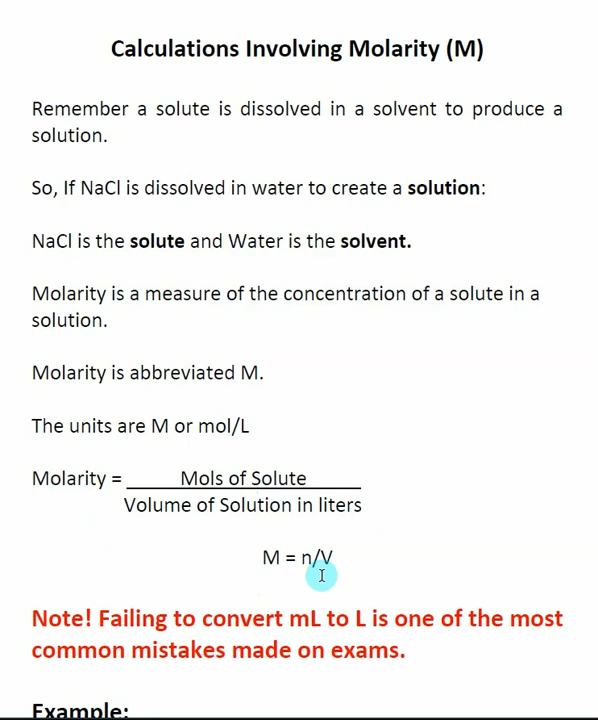 Calculations Involving Molarity (M)
Remember a solute is dissolved in a solvent to produce a
solution.
So, If NaCl is dissolved in water to create a solution:
NaCl is the solute and Water is the solvent.
Molarity is a measure of the concentration of a solute in a
solution.
Molarity is abbreviated M.
The units are M or mol/L
Molarity = Mols of Solute
Volume of Solution in liters
M = n/V
Note! Failing to convert mL to L is one of the most
common mistakes made on exams.
Example: